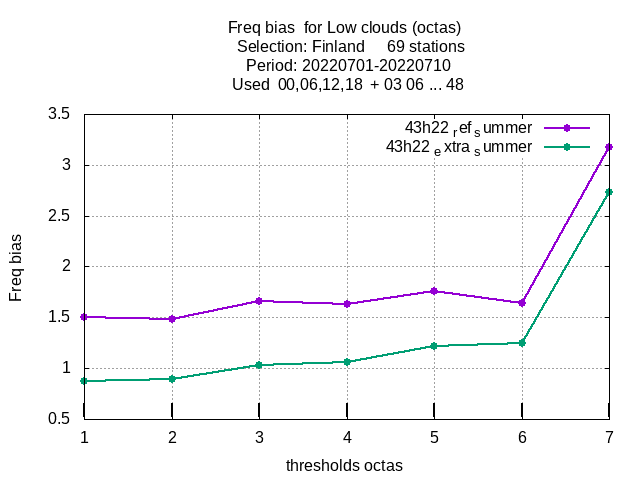 Freq bias  for Low clouds (octas)
Selection: Finland     69 stations
Period: 20220701-20220710
Used  00,06,12,18  + 03 06 ... 48
3.5
3
2.5
2
1.5
1
0.5
Freq bias
43h22 ref summer
43h22 extra summer
1 2 3 4 5 6 7
thresholds octas